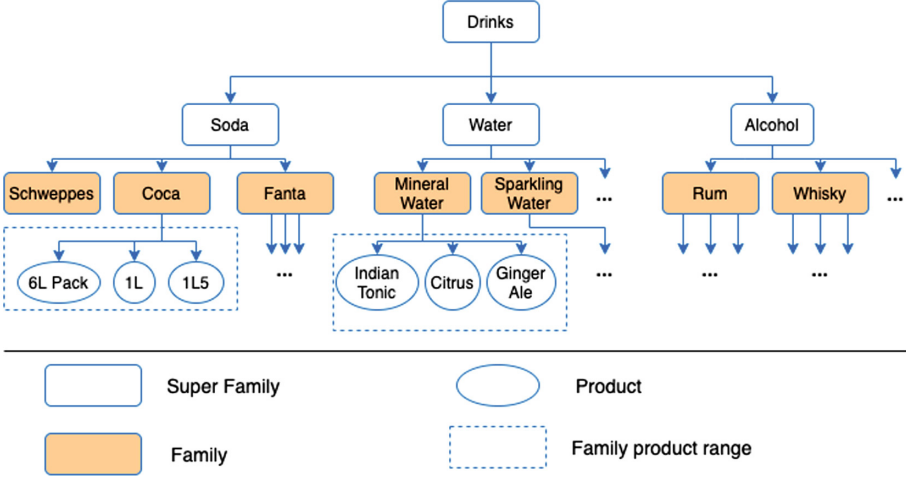 Drinks
Soda
Water
Alcohol
Schweppes
Coca
Fanta
Mineral
Water
Sparkling
Water
...
Rum
Whisky
...
6L Pack
1L
1L5
...
Indian
Tonic
Citrus
Ginger
Ale
...
...
...
Super Family
Product
Family
Family product range